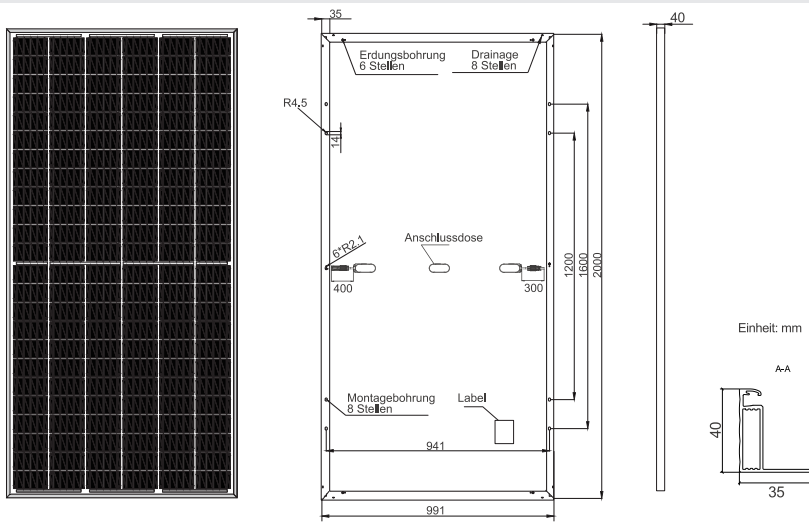 35
40
Erdungsbohrung
6 Stellen
Drainage
8 Stellen
R4.5
14
6*R2.1
Anschlussdose
400
300
1200
1600
2000
Einheit: mm
A-A
Montagebohrung
8 Stellen
Label
941
40
35
991